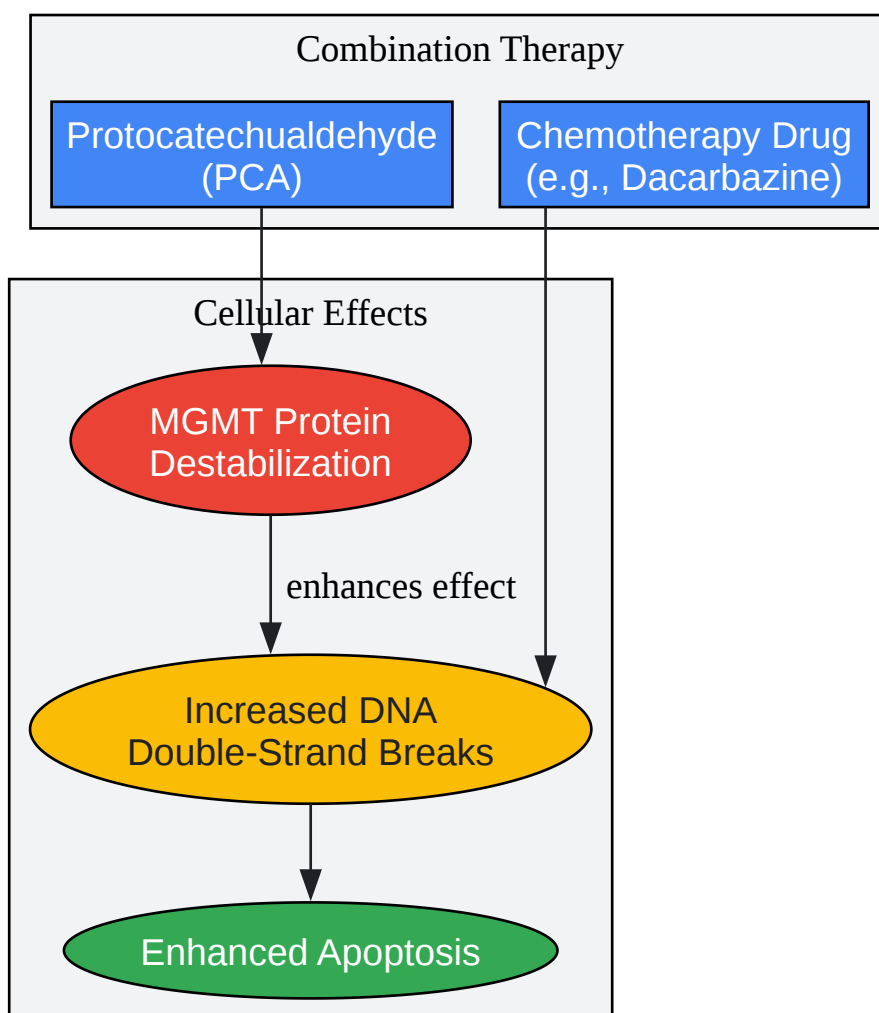 Combination Therapy
Protocatechualdehyde
(PCA)
Chemotherapy Drug
(e.g., Dacarbazine)
Cellular Effects
MGMT Protein
Destabilization
enhances effect
Increased DNA
Double-Strand Breaks
Enhanced Apoptosis